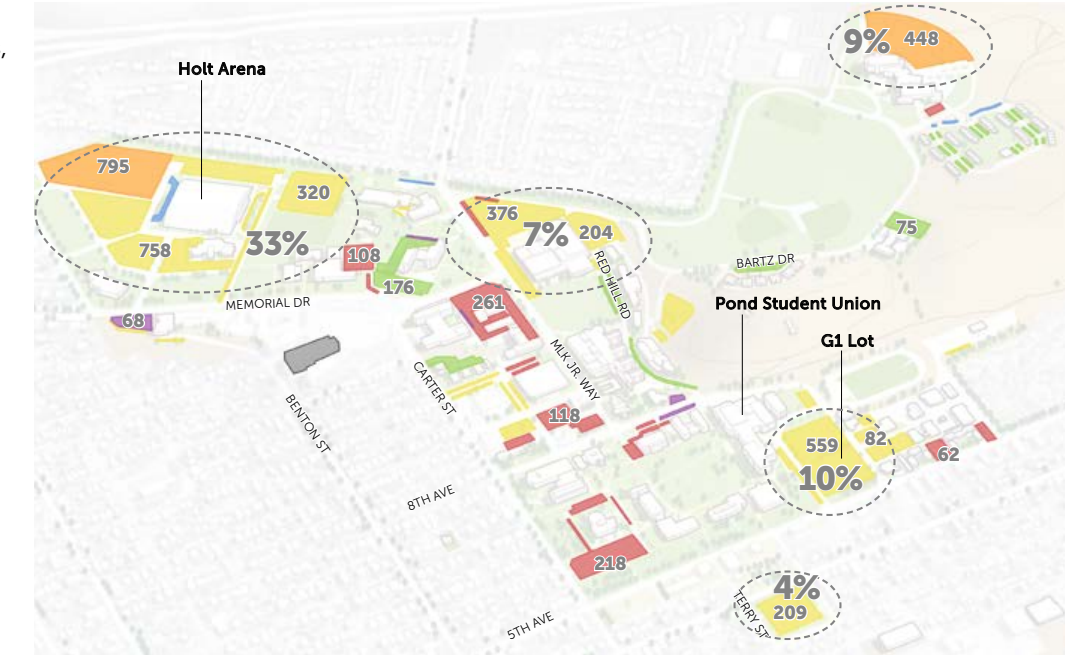 ,
9% 448
Holt Arena
795
320
376
7% 204
758
33%
108
176
75
BARTZ DR
RED HILL RD
MEMORIAL DR
261
Pond Student Union
68
G1 Lot
MLK JR. WAY
CARTER ST
BENTON ST
118
559
82
62
10%
8TH AVE
218
4%
209
TERRY ST
5TH AVE